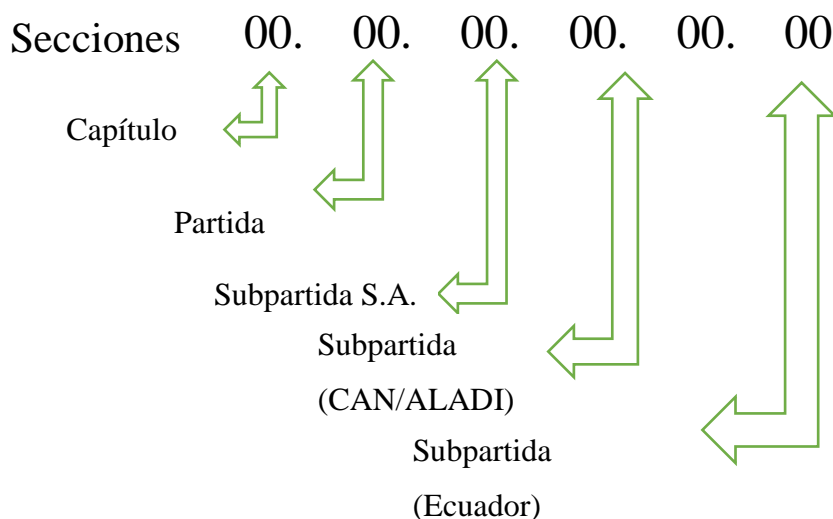 Secciones 00. 00. 00. 00. 00. 00
Capítulo
Partida
Subpartida S.A.
Subpartida
(CAN/ALADI)
Subpartida
(Ecuador)